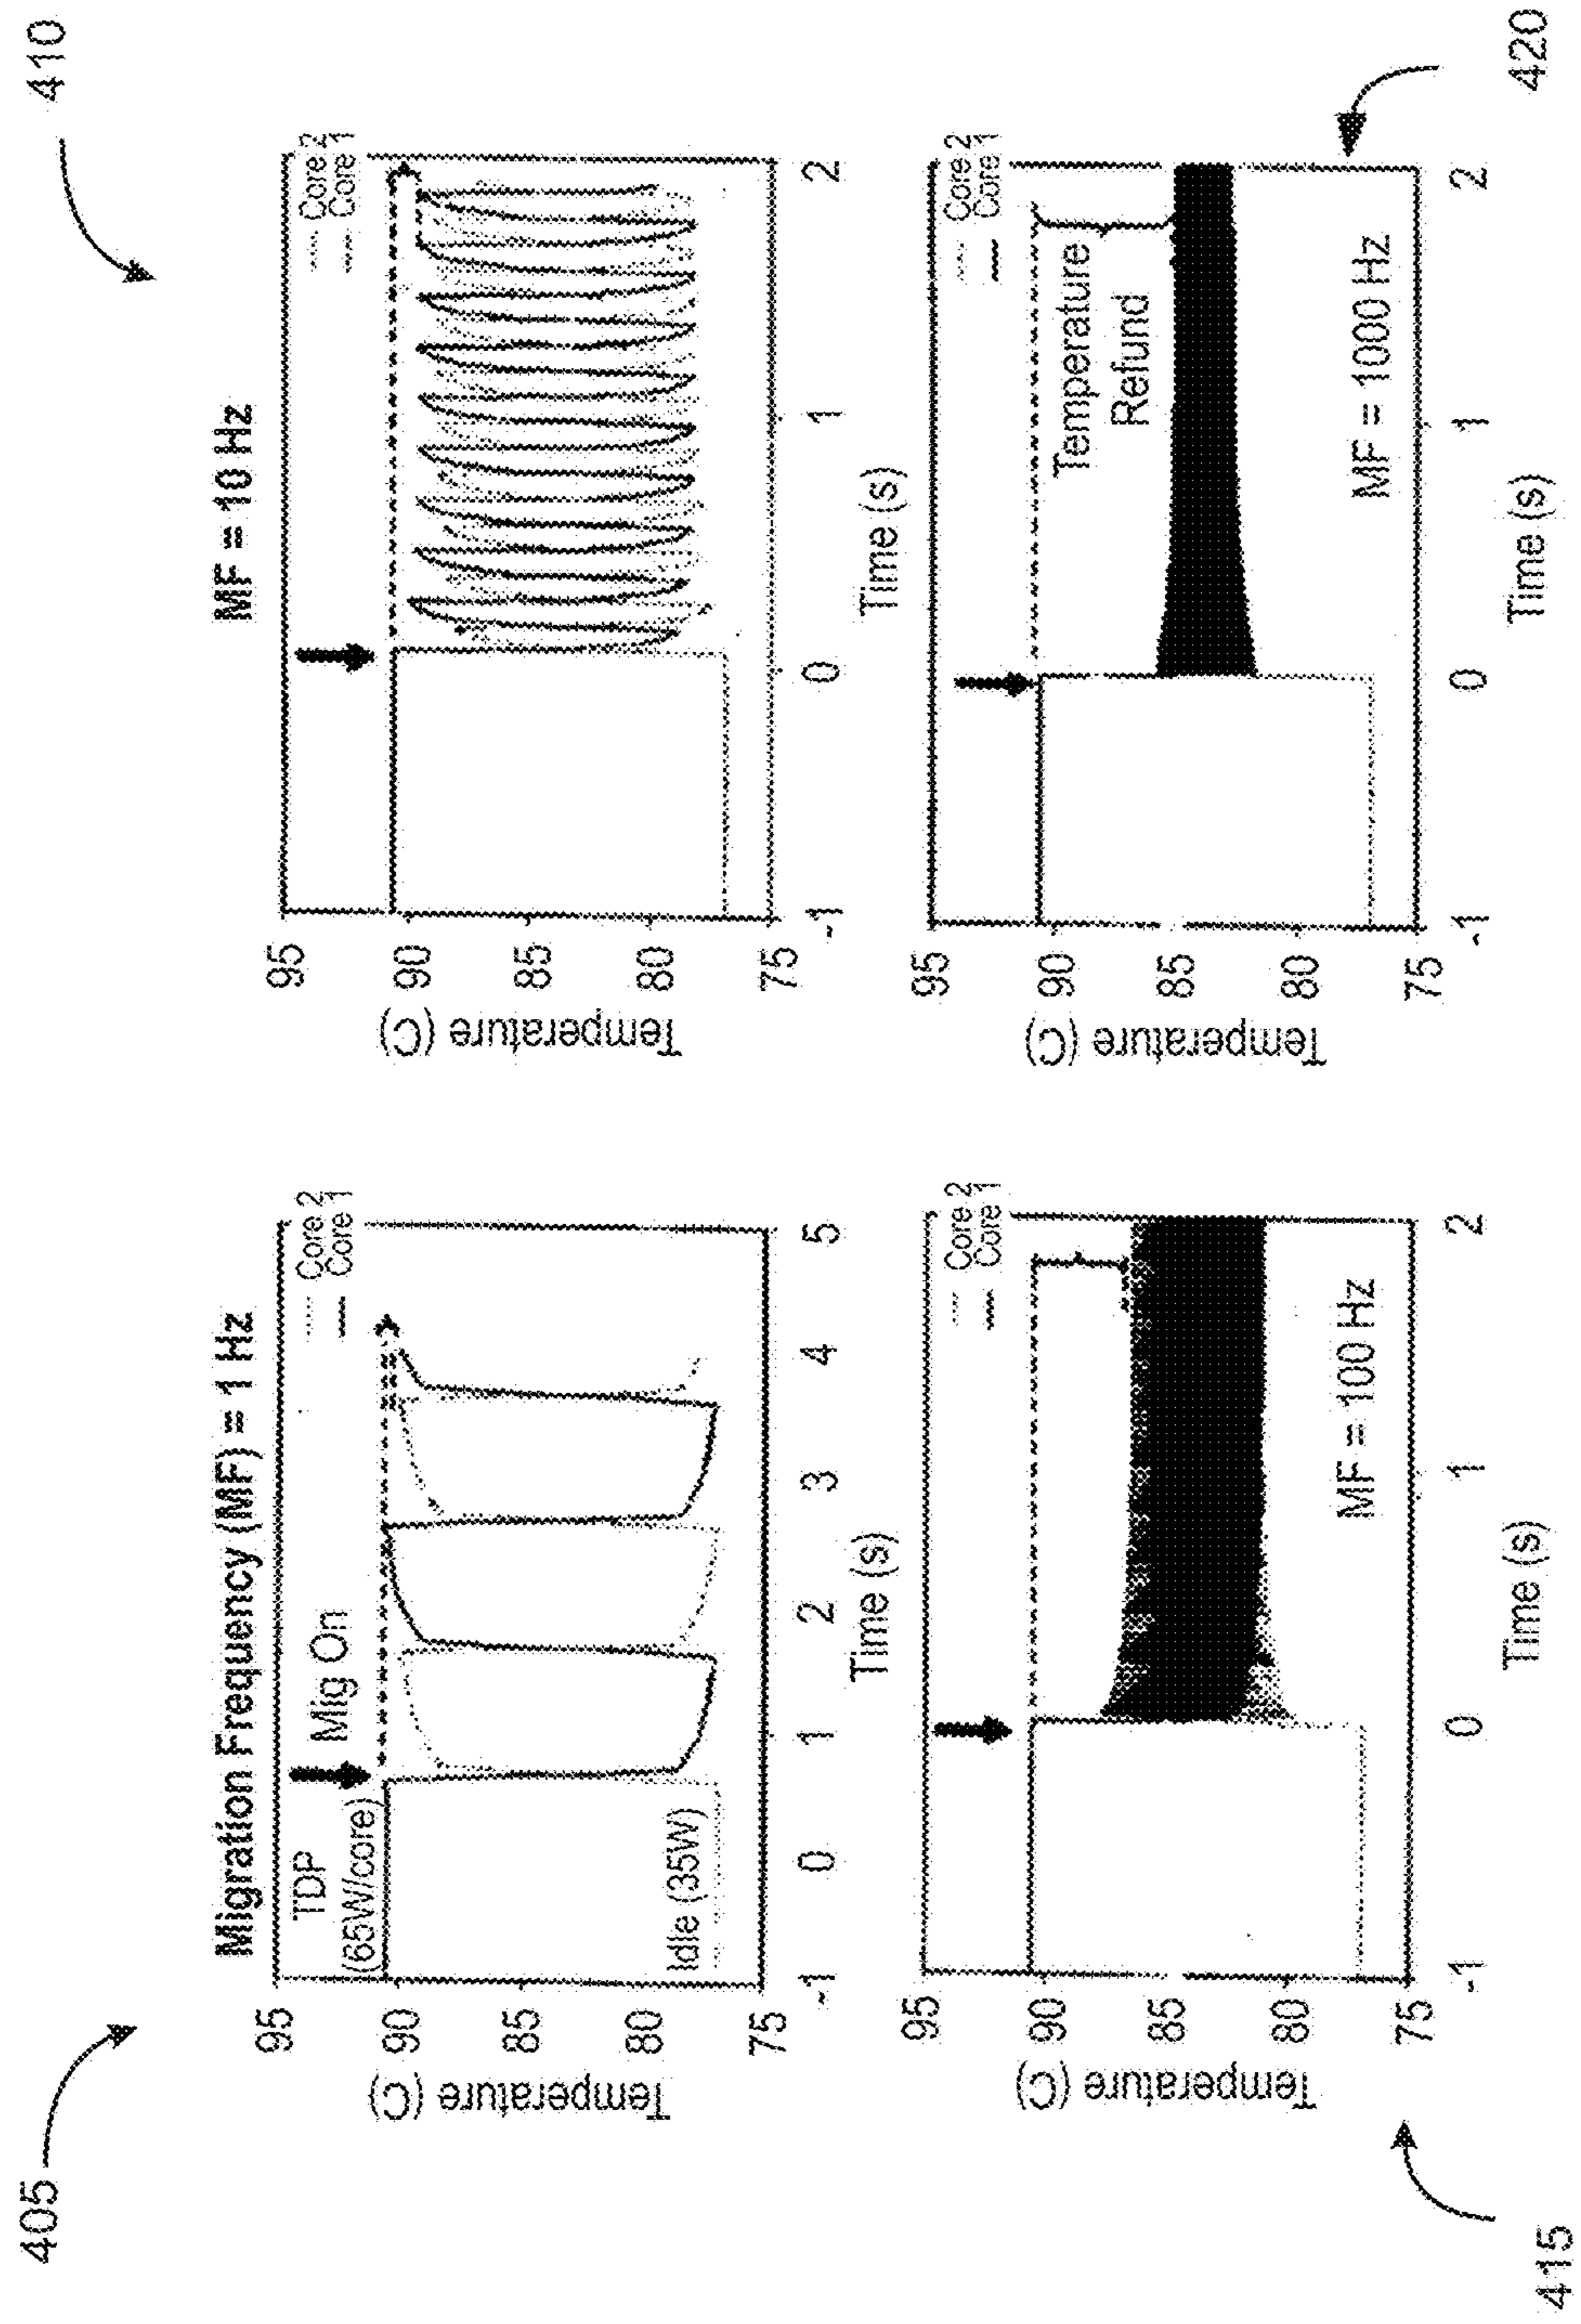 405
410
Migration Frequency (MF) = 1 Hz
95
90
85
80
75
Temperature (C)
TDP
(65W/core)
Mig On
Idle (35W)
Core 2
Core 1
-1
0
1
2
3
4
5
Time (s)
MF = 10 Hz
95
90
85
80
75
Temperature (C)
Core 2
Core 1
-1
0
1
2
Time (s)
95
90
85
80
75
Temperature (C)
Core 2
Core 1
MF = 100 Hz
-1
0
1
2
Time (s)
95
90
85
80
75
Temperature (C)
Core 2
Core 1
Temperature
Refund
MF = 1000 Hz
-1
0
1
2
Time (s)
415
420